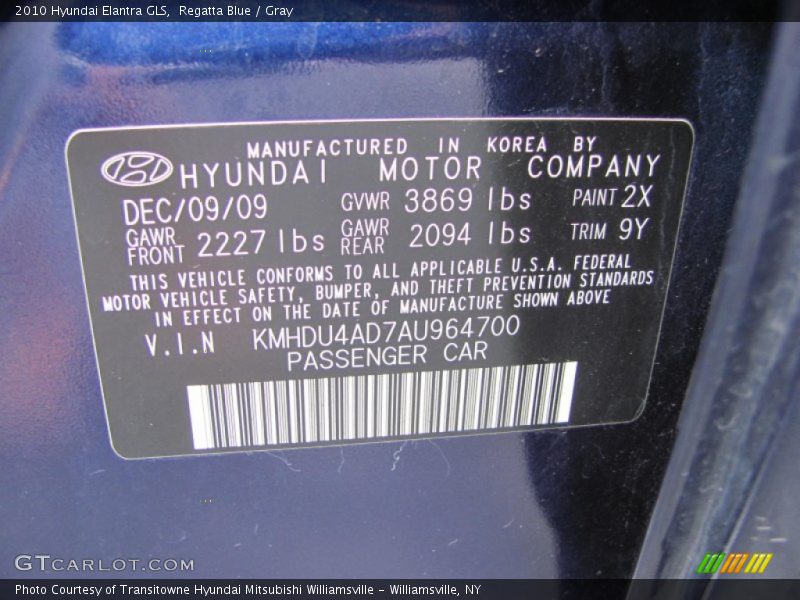 2010 Hyundai Elantra GLS, Regatta Blue / Gray
MANUFACTURED IN KOREA BY
HYUNDAI MOTOR COMPANY
DEC/09/09 GVWR 3869 lbs PAINT 2X
GAWR FRONT 2227 lbs GAWR REAR 2094 lbs TRIM 9Y
THIS VEHICLE CONFORMS TO ALL APPLICABLE U.S.A. FEDERAL
MOTOR VEHICLE SAFETY, BUMPER, AND THEFT PREVENTION STANDARDS
IN EFFECT ON THE DATE OF MANUFACTURE SHOWN ABOVE
V.I.N KMHDU4AD7AU964700
PASSENGER CAR
GTCARLOT.COM
Photo Courtesy of Transitowne Hyundai Mitsubishi Williamsville – Williamsville, NY